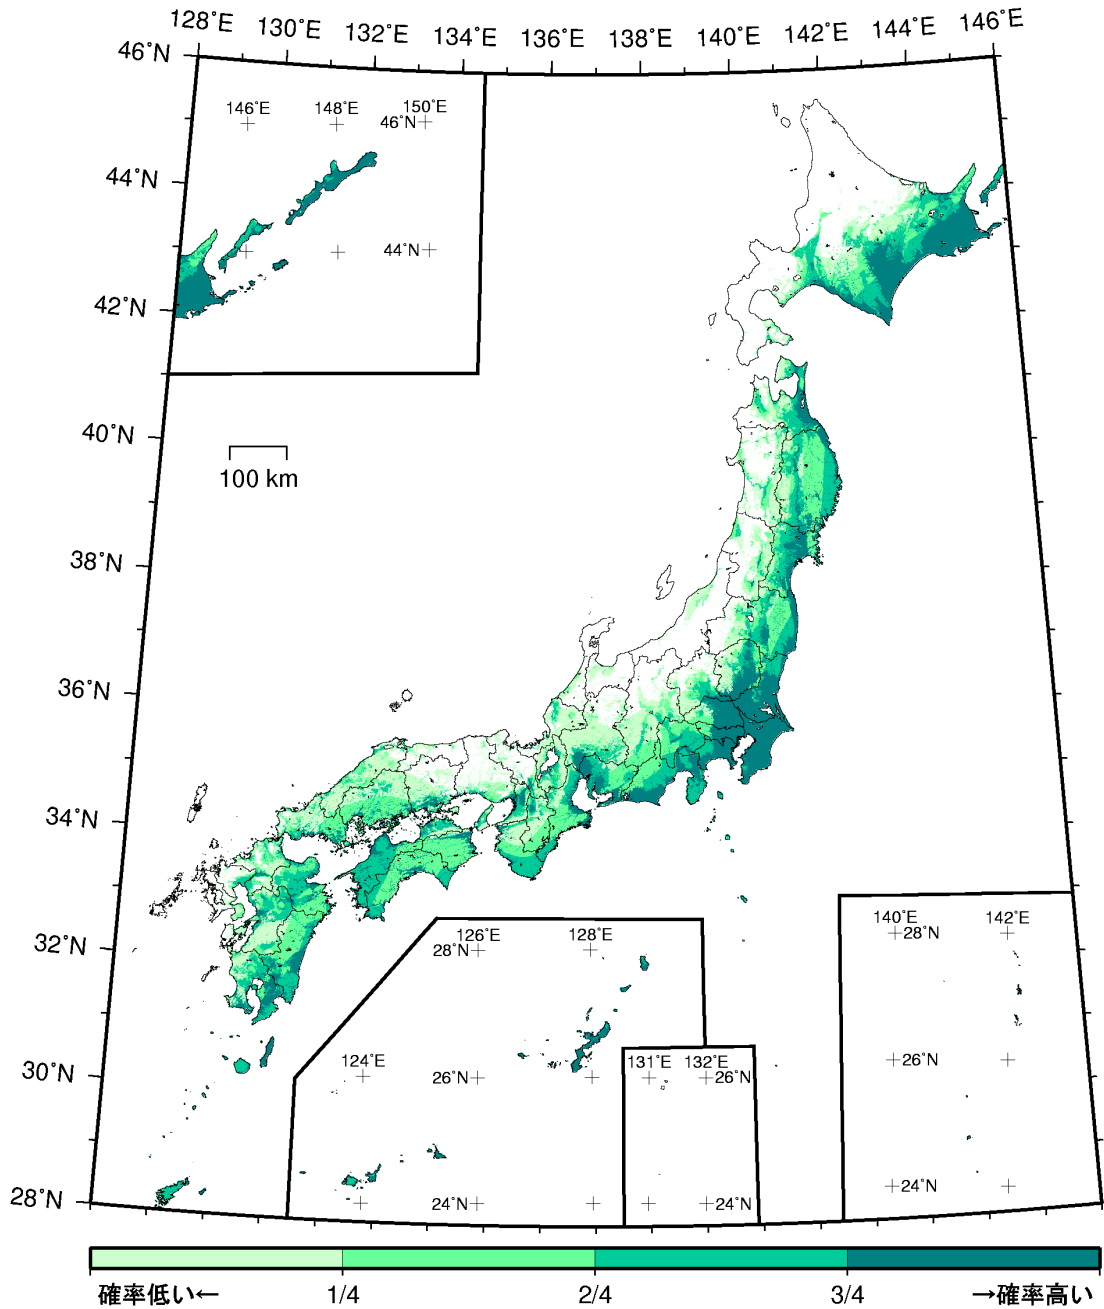 128°E 130°E 132°E 134°E 136°E 138°E 140°E 142°E 144°E 146°E
46°N
146°E 148°E 150°E
46°N
44°N
44°N
42°N
40°N
100 km
38°N
36°N
34°N
32°N
126°E 128°E
28°N
140°E 142°E
28°N
30°N
124°E
26°N
131°E 132°E
26°N
26°N
28°N
24°N
24°N
24°N
確率低い← 1/4 2/4 3/4 →確率高い